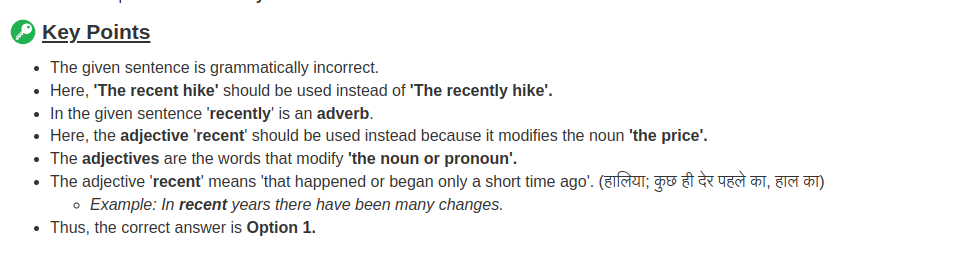 Key Points
The given sentence is grammatically incorrect.
Here, 'The recent hike' should be used instead of 'The recently hike'.
In the given sentence 'recently' is an adverb.
Here, the adjective 'recent' should be used instead because it modifies the noun 'the price'.
The adjectives are the words that modify 'the noun or pronoun'.
The adjective 'recent' means 'that happened or began only a short time ago'. (हालिया; कुछ ही देर पहले का, हाल का)
Example: In recent years there have been many changes.
Thus, the correct answer is Option 1.